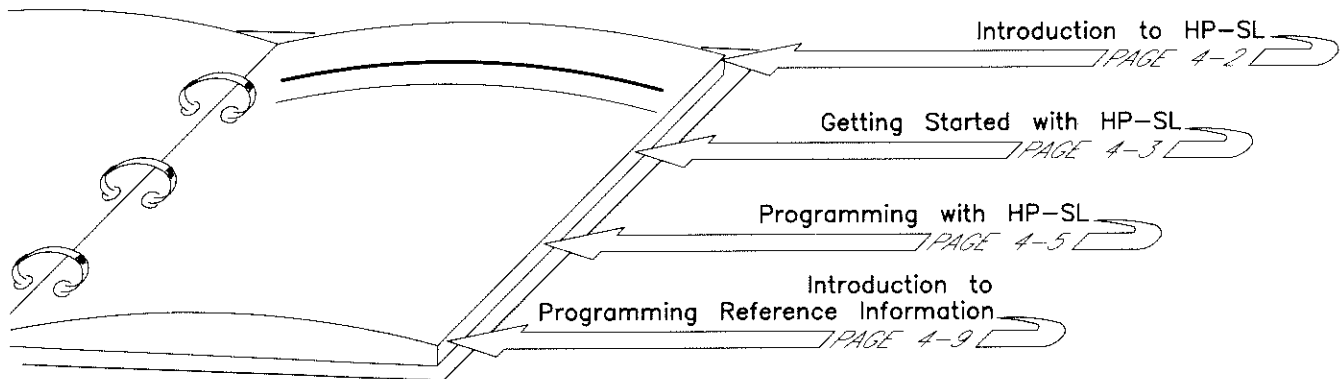 Introduction to HP-SL
PAGE 4-2
Getting Started with HP-SL
PAGE 4-3
Programming with HP-SL
PAGE 4-5
Introduction to
Programming Reference Information
PAGE 4-9